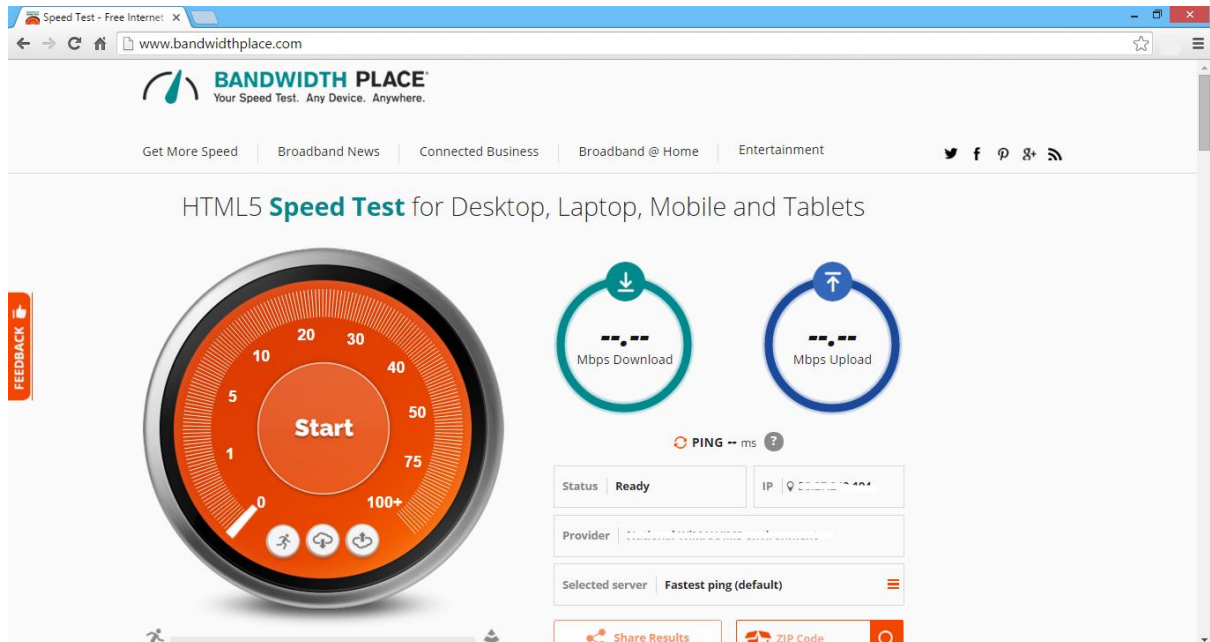 Speed Test - Free Internet
www.bandwidthplace.com
BANDWIDTH PLACE
Your Speed Test. Any Device. Anywhere.
Get More Speed Broadband News Connected Business Broadband @ Home Entertainment
HTML5 Speed Test for Desktop, Laptop, Mobile and Tablets
FEEDBACK
0
1
5
10
20
30
40
50
75
100+
Start
--.--
Mbps Download
--.--
Mbps Upload
PING -- ms ?
Status Ready
IP
Provider
Selected server Fastest ping (default)
Share Results
ZIP Code